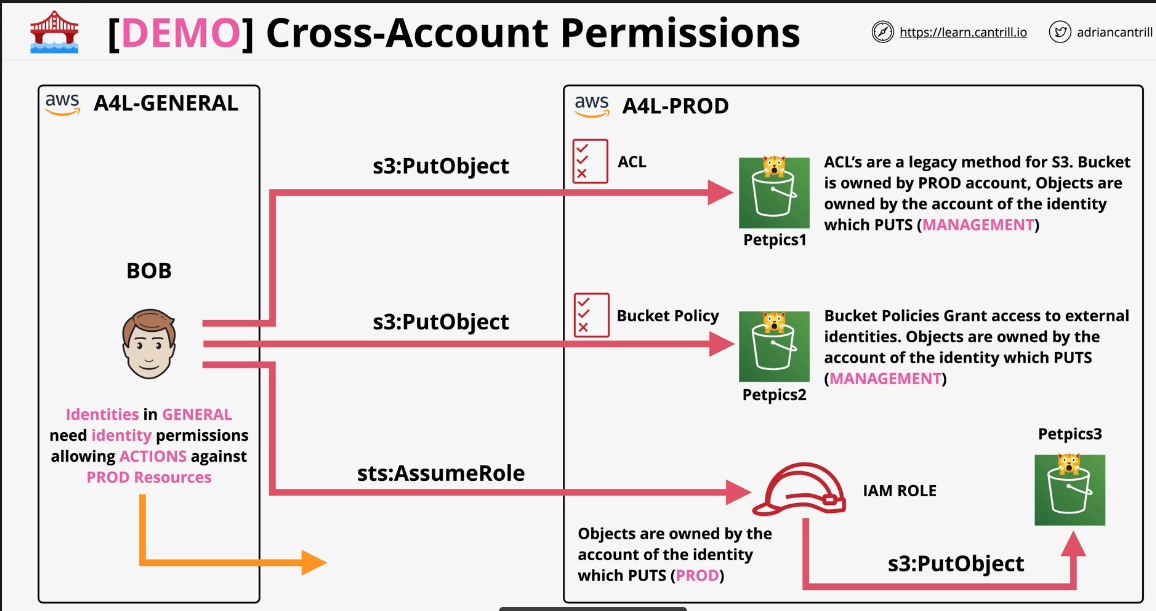 [DEMO] Cross-Account Permissions
https://learn.cantrill.io
adriancantrill
aws
A4L-GENERAL
BOB
Identities in GENERAL
need identity permissions
allowing ACTIONS against
PROD Resources
s3:PutObject
s3:PutObject
sts:AssumeRole
aws
A4L-PROD
ACL
Petpics1
ACL's are a legacy method for S3. Bucket
is owned by PROD account, Objects are
owned by the account of the identity
which PUTS (MANAGEMENT)
Bucket Policy
Petpics2
Bucket Policies Grant access to external
identities. Objects are owned by the
account of the identity which PUTS
(MANAGEMENT)
Petpics3
IAM ROLE
Objects are owned by the
account of the identity
which PUTS (PROD)
s3:PutObject